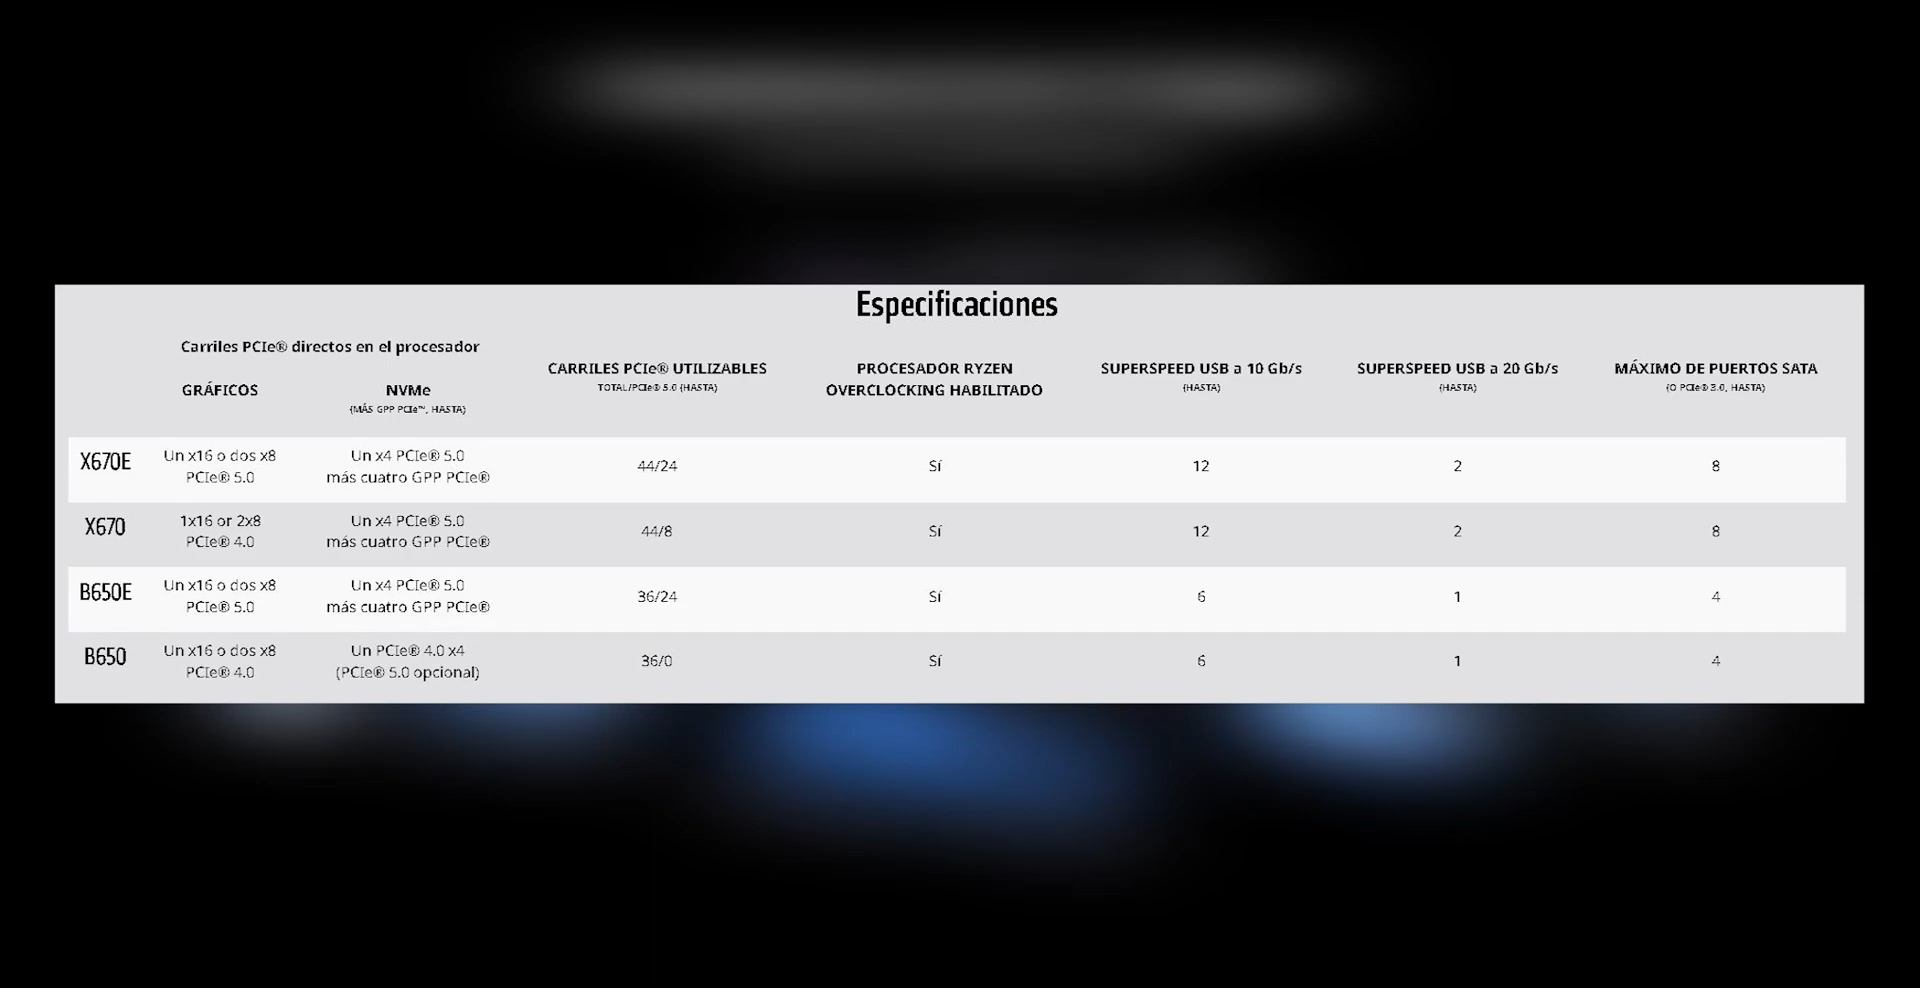 Especificaciones
Carriles PCIe® directos en el procesador
GRÁFICOS
NVMe
(MÁS GPP PCIe™, HASTA)
CARRILES PCIe® UTILIZABLES
TOTAL/PCIe® 5.0 (HASTA)
PROCESADOR RYZEN
OVERCLOCKING HABILITADO
SUPERSPEED USB a 10 Gb/s
(HASTA)
SUPERSPEED USB a 20 Gb/s
(HASTA)
MÁXIMO DE PUERTOS SATA
(O PCIe® 3.0, HASTA)
X670E
Un x16 o dos x8
PCIe® 5.0
Un x4 PCIe® 5.0
más cuatro GPP PCIe®
44/24
Sí
12
2
8
X670
1x16 or 2x8
PCIe® 4.0
Un x4 PCIe® 5.0
más cuatro GPP PCIe®
44/8
Sí
12
2
8
B650E
Un x16 o dos x8
PCIe® 5.0
Un x4 PCIe® 5.0
más cuatro GPP PCIe®
36/24
Sí
6
1
4
B650
Un x16 o dos x8
PCIe® 4.0
Un PCIe® 4.0 x4
(PCIe® 5.0 opcional)
36/0
Sí
6
1
4